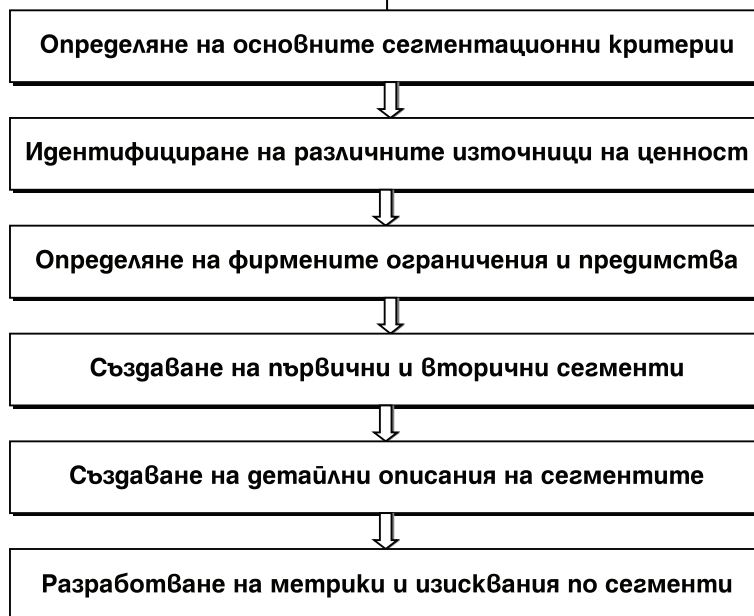 Определяне на основните сегментационни критерии
Идентифициране на различните източници на ценност
Определяне на фирмените ограничения и предимства
Създаване на първични и вторични сегменти
Създаване на детайлни описания на сегментите
Разработване на метрики и изисквания по сегменти